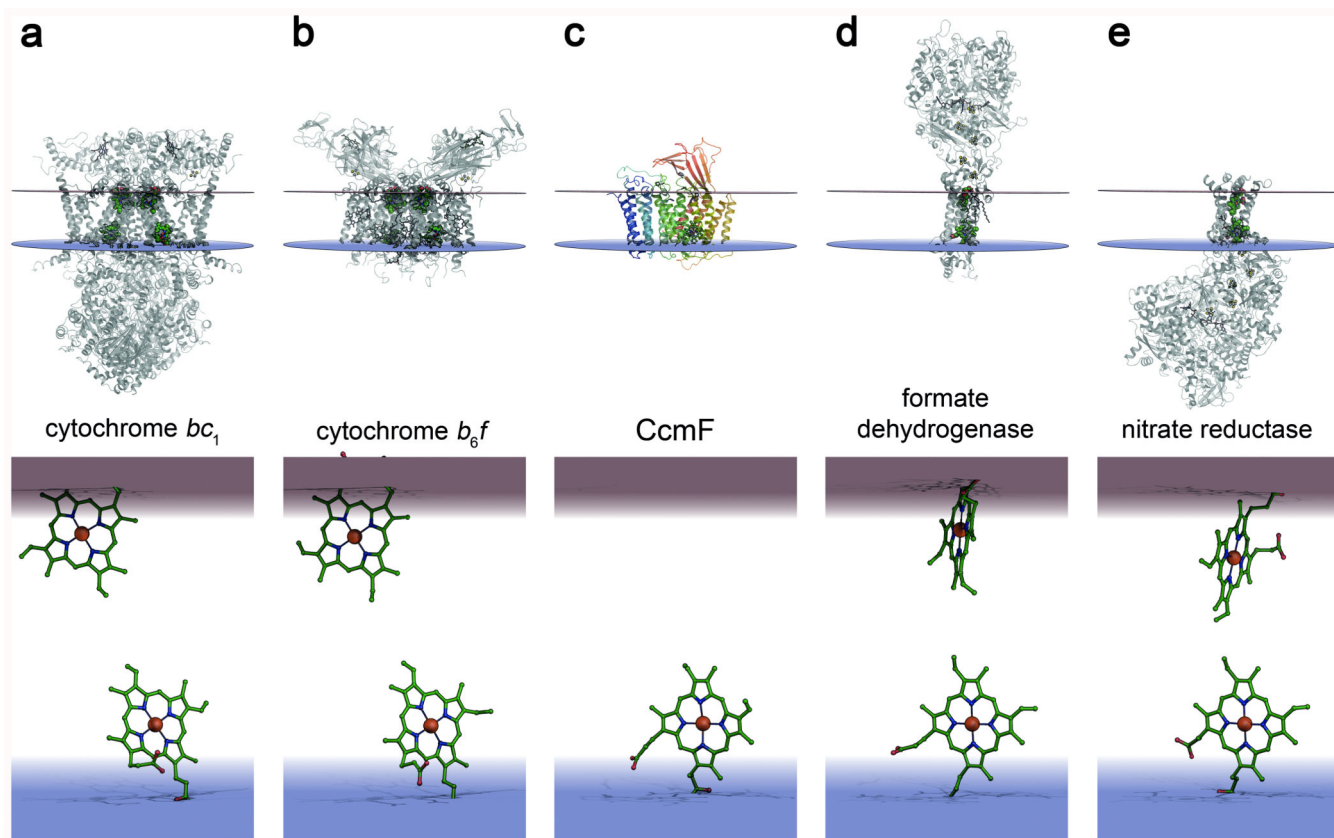 a
b
c
d
e
cytochrome bc₁
cytochrome b₆f
CcmF
formate
dehydrogenase
nitrate reductase